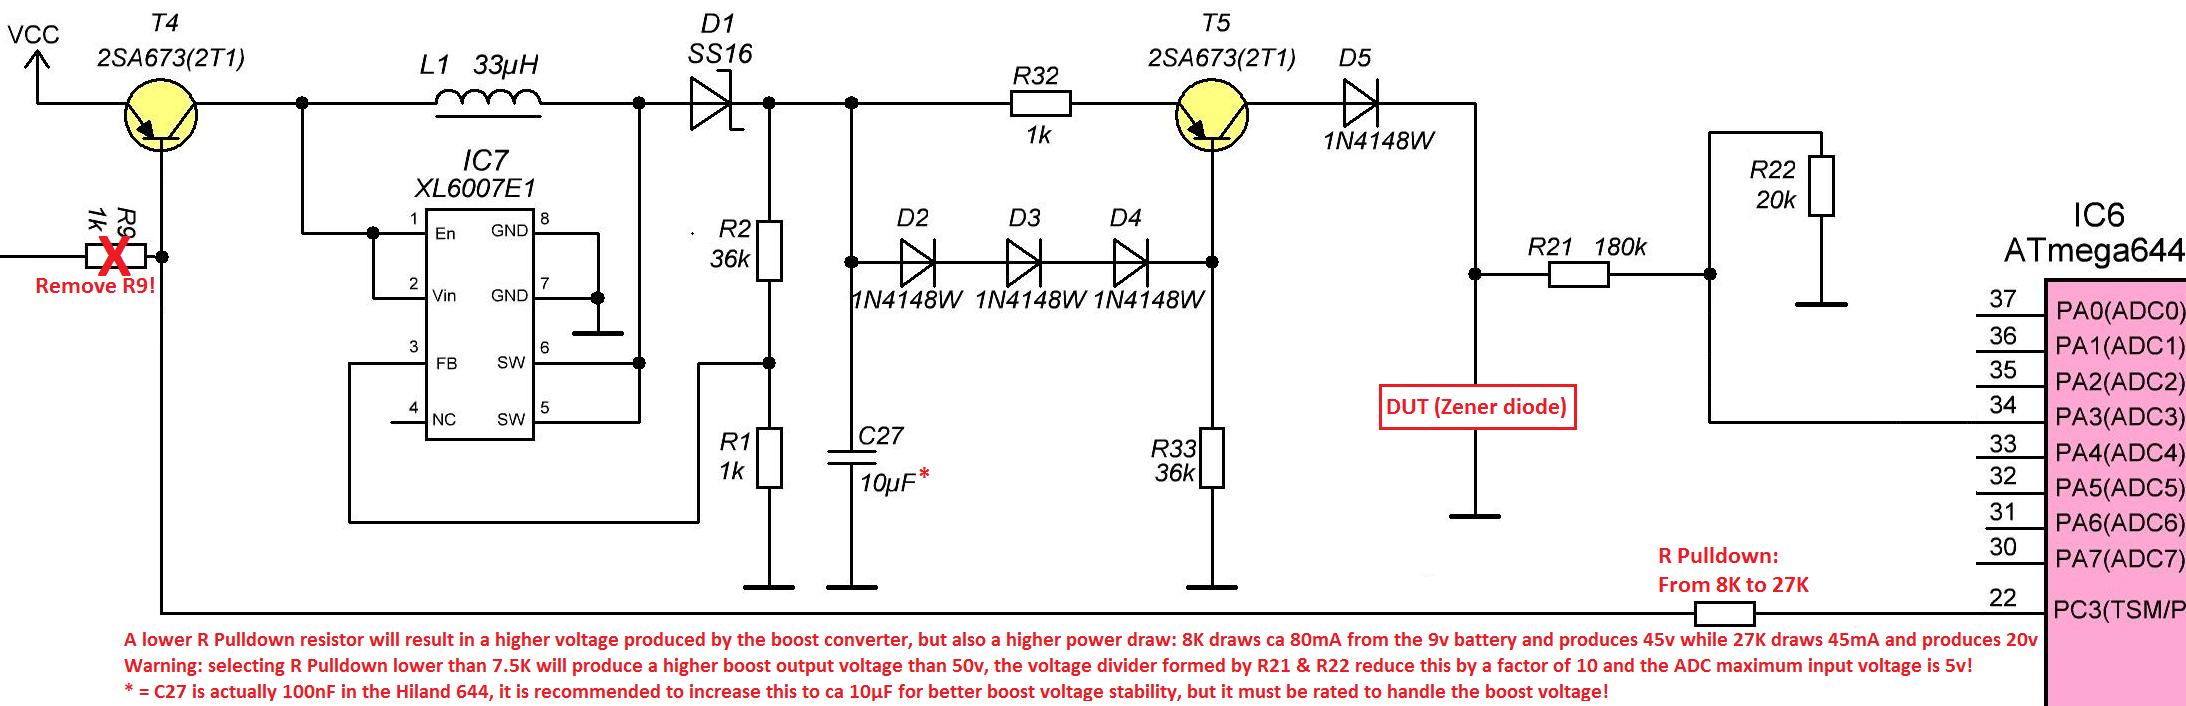 VCC
T4
2SA673(2T1)
L1 33µH
D1
SS16
R32
1k
T5
2SA673(2T1)
D5
1N4148W
R9
1k
X
Remove R9!
IC7
XL6007E1
1 En
2 Vin
3 FB
4 NC
8 GND
7 GND
6 SW
5 SW
R2
36k
R1
1k
D2
1N4148W
D3
1N4148W
D4
1N4148W
C27
10µF*
R33
36k
DUT (Zener diode)
R21 180k
R22
20k
IC6
ATmega644
37 PA0(ADC0)
36 PA1(ADC1)
35 PA2(ADC2)
34 PA3(ADC3)
33 PA4(ADC4)
32 PA5(ADC5)
31 PA6(ADC6)
30 PA7(ADC7)
22 PC3(TSM/P
R Pulldown:
From 8K to 27K
A lower R Pulldown resistor will result in a higher voltage produced by the boost converter, but also a higher power draw: 8K draws ca 80mA from the 9v battery and produces 45v while 27K draws 45mA and produces 20v
Warning: selecting R Pulldown lower than 7.5K will produce a higher boost output voltage than 50v, the voltage divider formed by R21 & R22 reduce this by a factor of 10 and the ADC maximum input voltage is 5v!
* = C27 is actually 100nF in the Hiland 644, it is recommended to increase this to ca 10µF for better boost voltage stability, but it must be rated to handle the boost voltage!